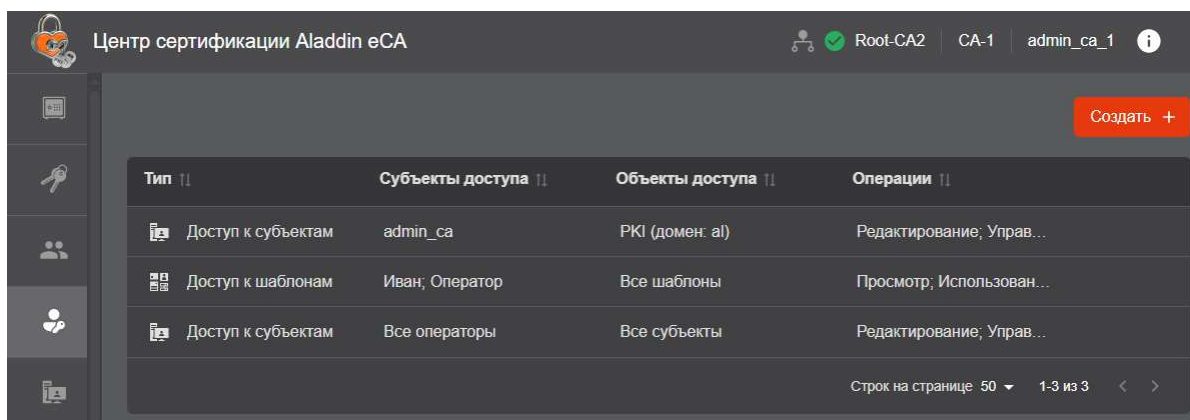 Центр сертификации Aladdin eCA Root-CA2 CA-1 admin_ca_1
Создать +
Тип Субъекты доступа Объекты доступа Операции
Доступ к субъектам admin_ca PKI (домен: al) Редактирование; Управ...
Доступ к шаблонам Иван; Оператор Все шаблоны Просмотр; Использован...
Доступ к субъектам Все операторы Все субъекты Редактирование; Управ...
Строк на странице 50 1-3 из 3